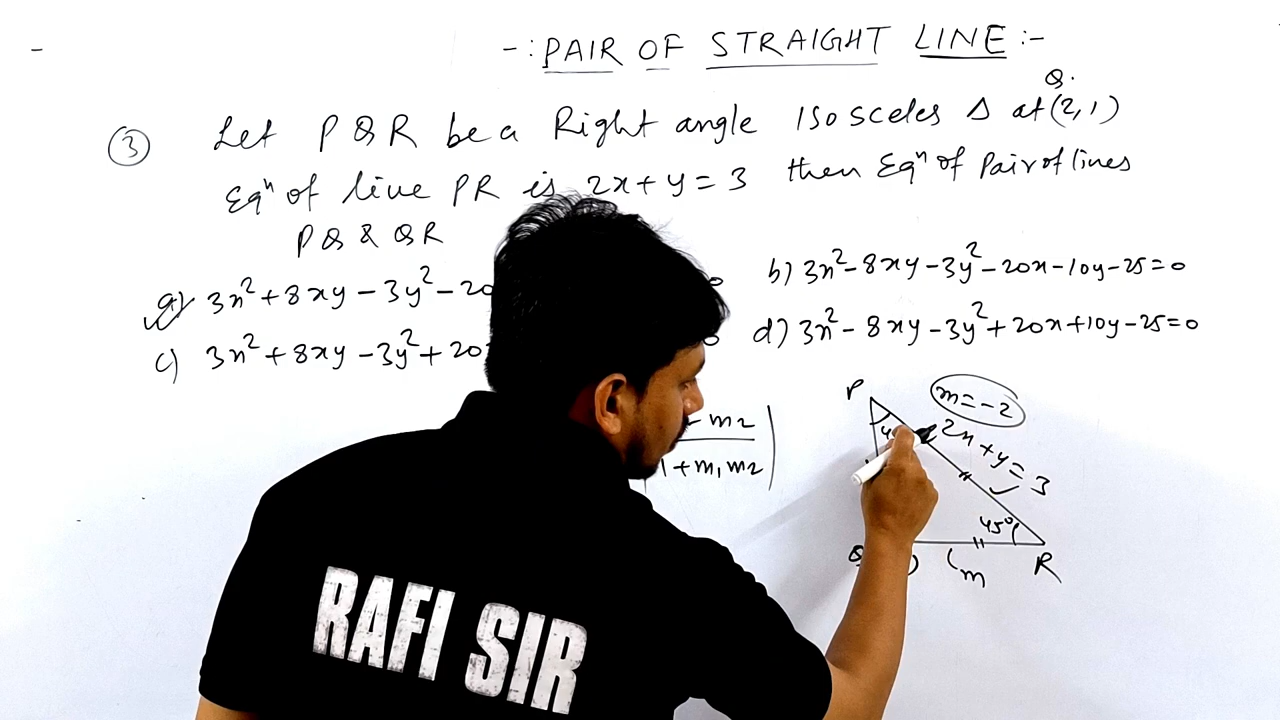 -: PAIR OF STRAIGHT LINE :-
Q.
③ Let PQR be a Right angle Isosceles Δ at (2,1)
Eqⁿ of line PR is 2x + y = 3 then Eqⁿ of Pair of lines
PQ & QR
a) 3x² + 8xy - 3y² - 20
b) 3x² - 8xy - 3y² - 20x - 10y - 25 = 0
c) 3x² + 8xy - 3y² + 20
d) 3x² - 8xy - 3y² + 20x + 10y - 25 = 0
P
m = -2
2x + y = 3
- m2
1 + m1 m2
45°
Q
m
R
RAFI SIR